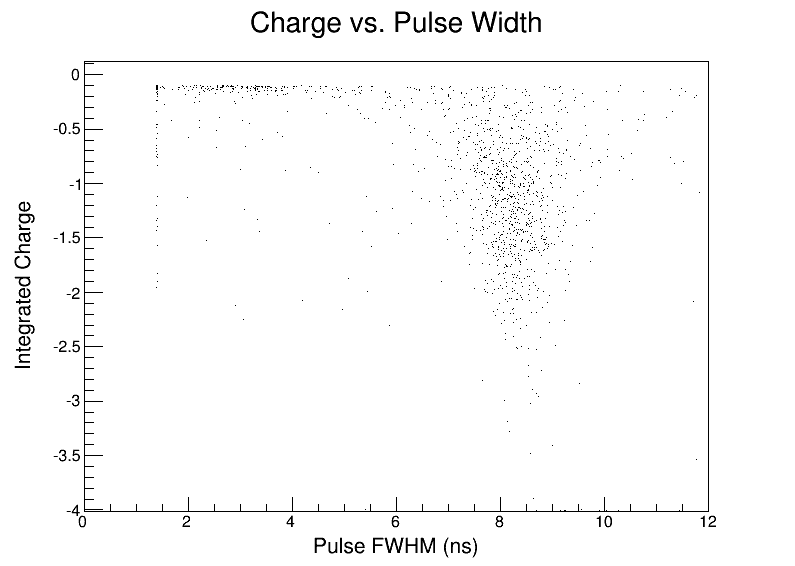 Charge vs. Pulse Width
Integrated Charge
0
-0.5
-1
-1.5
-2
-2.5
-3
-3.5
-4
0 2 4 6 8 10 12
Pulse FWHM (ns)